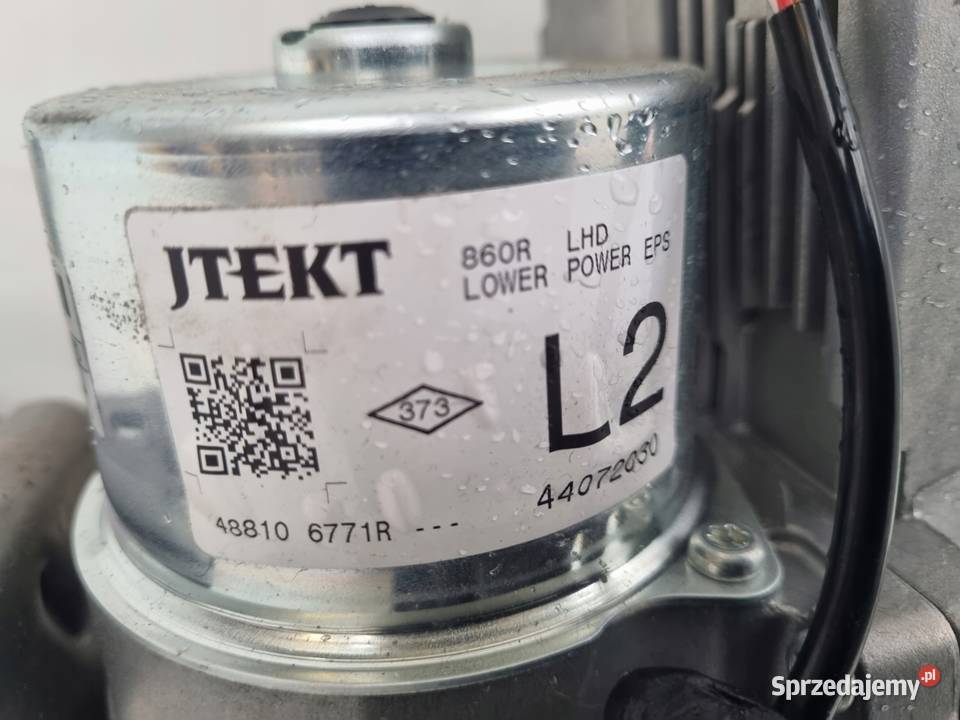 JTEKT
860R LHD
LOWER POWER EPS
L2
373
44072030
48810 6771R ---
Sprzedajemy.pl